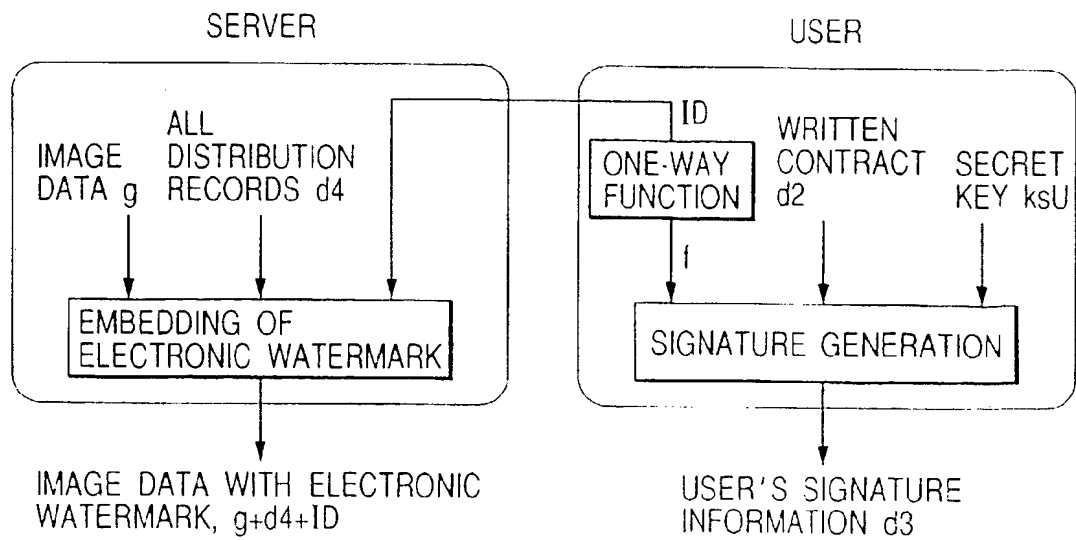 SERVER
USER
IMAGE
DATA g
ALL
DISTRIBUTION
RECORDS d4
ID
ONE-WAY
FUNCTION
f
WRITTEN
CONTRACT
d2
SECRET
KEY ksU
EMBEDDING OF
ELECTRONIC WATERMARK
SIGNATURE GENERATION
IMAGE DATA WITH ELECTRONIC
WATERMARK, g+d4+ID
USER'S SIGNATURE
INFORMATION d3